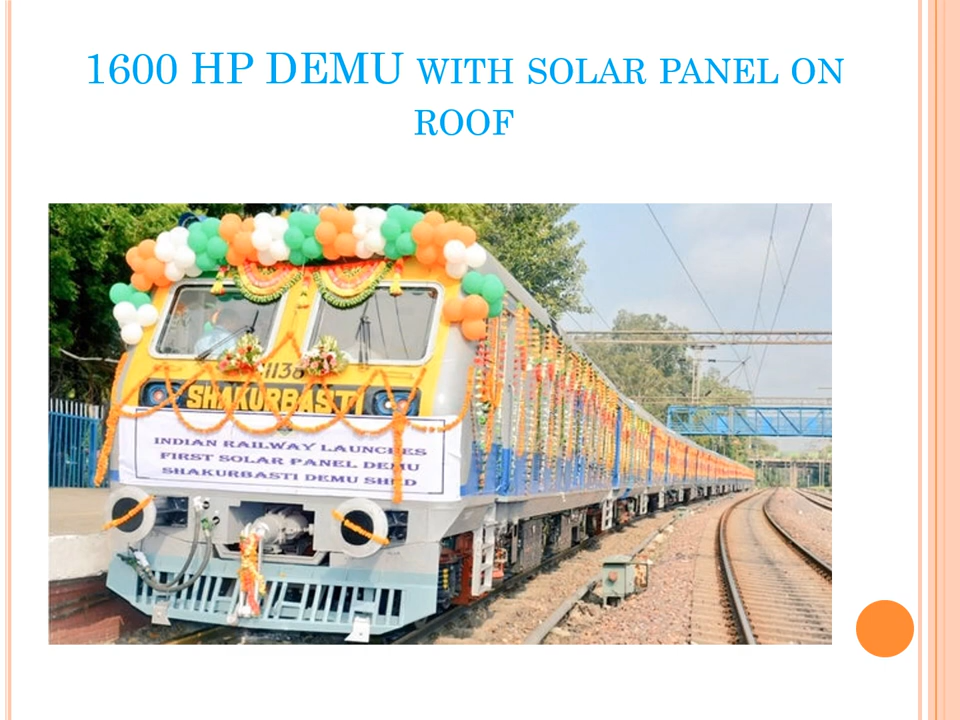 1600 HP DEMU WITH SOLAR PANEL ON
ROOF
SHAKURBASTI
INDIAN RAILWAY LAUNCHES
FIRST SOLAR PANEL DEMU
SHAKURBASTI DEMU SHED